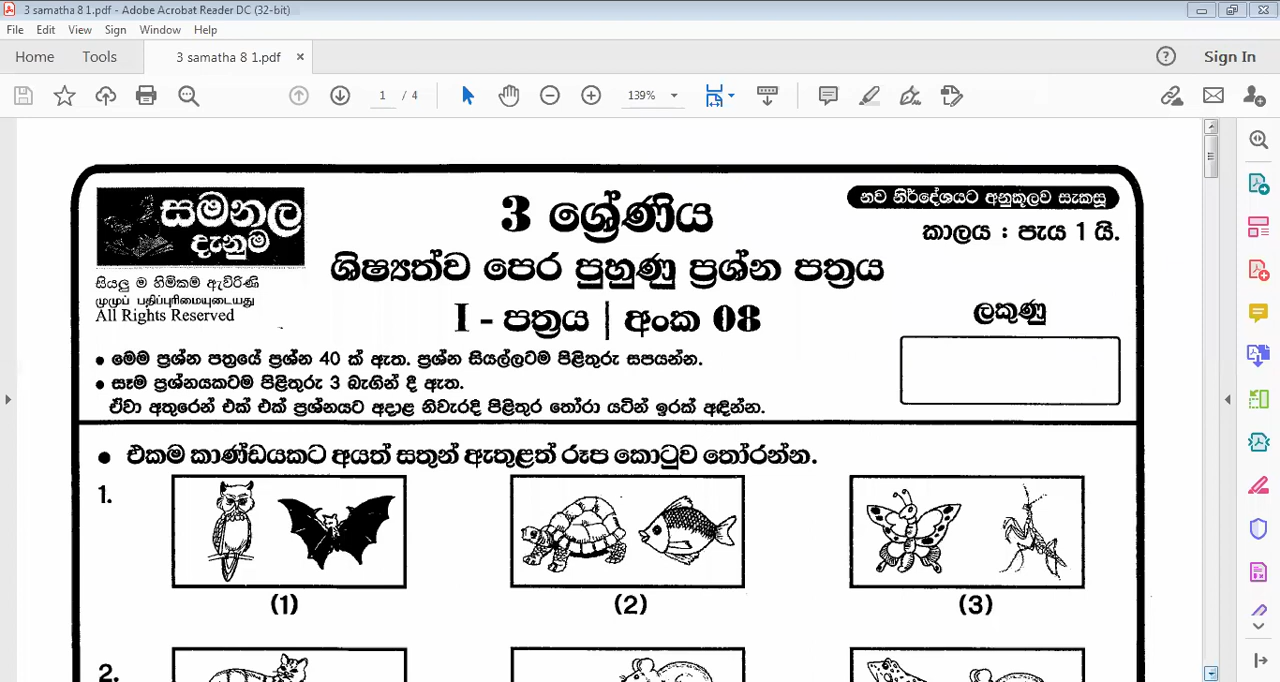 3 samatha 8 1.pdf - Adobe Acrobat Reader DC (32-bit)
File Edit View Sign Window Help
Home Tools 3 samatha 8 1.pdf × Sign In
1 / 4 139%
නව නිර්දේශයට අනුකූලව සැකසූ
සමනල
දැනුම
3 ශ්‍රේණිය
කාලය : පැය 1 යි.
ශිෂ්‍යත්ව පෙර පුහුණු ප්‍රශ්න පත්‍රය
සියලු ම හිමිකම් ඇවිරිණි
முழுப் பதிப்புரிமையுடையது
All Rights Reserved
I - පත්‍රය | අංක 08
ලකුණු
● මෙම ප්‍රශ්න පත්‍රයේ ප්‍රශ්න 40 ක් ඇත. ප්‍රශ්න සියල්ලටම පිළිතුරු සපයන්න.
● සෑම ප්‍රශ්නයකටම පිළිතුරු 3 බැගින් දී ඇත.
ඒවා අතුරෙන් එක් එක් ප්‍රශ්නයට අදාළ නිවැරදි පිළිතුර තෝරා යටින් ඉරක් අඳින්න.
● එකම කාණ්ඩයකට අයත් සතුන් ඇතුළත් රූප කොටුව තෝරන්න.
1.
(1) (2) (3)
2.